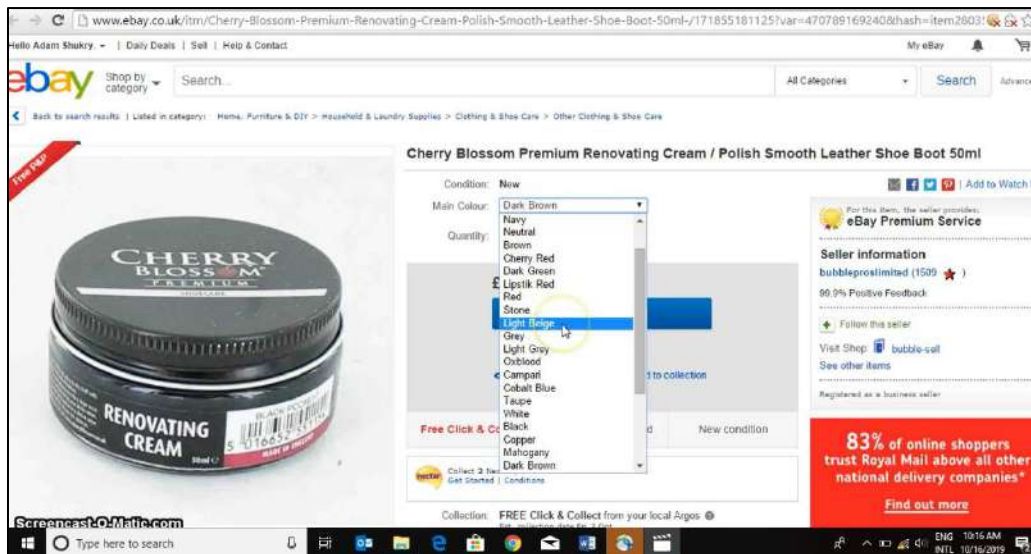 www.ebay.co.uk/itm/Cherry-Blossom-Premium-Renovating-Cream-Polish-Smooth-Leather-Shoe-Boot-50ml-/171855181125?var=470789169240&hash=item2803
Hello Adam Shukry. | Daily Deals | Sell | Help & Contact
My eBay
ebay
Shop by category
Search...
All Categories
Search
Back to search results | Listed in category: Home, Furniture & DIY > Household & Laundry Supplies > Clothing & Shoe Care > Other Clothing & Shoe Care
Free P&P
Cherry Blossom Premium Renovating Cream / Polish Smooth Leather Shoe Boot 50ml
Condition: New
| Add to Watch
Main Colour: Dark Brown
Quantity:
£
Navy
Neutral
Brown
Cherry Red
Dark Green
Lipstik Red
Red
Stone
Light Beige
Grey
Light Grey
Oxblood
Campari
Cobalt Blue
Taupe
White
Black
Copper
Mahogany
Dark Brown
d to collection
Free Click & Co
d
New condition
nectar
Collect 2
Get Started | Conditions
Collection: FREE Click & Collect from your local Argos
For this item, the seller provides:
eBay Premium Service
Seller information
bubbleproslimited (1509 )
99.9% Positive Feedback
Follow this seller
Visit Shop bubble-sell
See other items
Registered as a business seller
83% of online shoppers
trust Royal Mail above all other
national delivery companies*
Find out more
CHERRY
BLOSSOM
PREMIUM
SHOECARE
RENOVATING
CREAM
50ml
MADE IN ENGLAND
Screencast-O-Matic.com
Type here to search
ENG
INTL
10:16 AM
10/16/2019